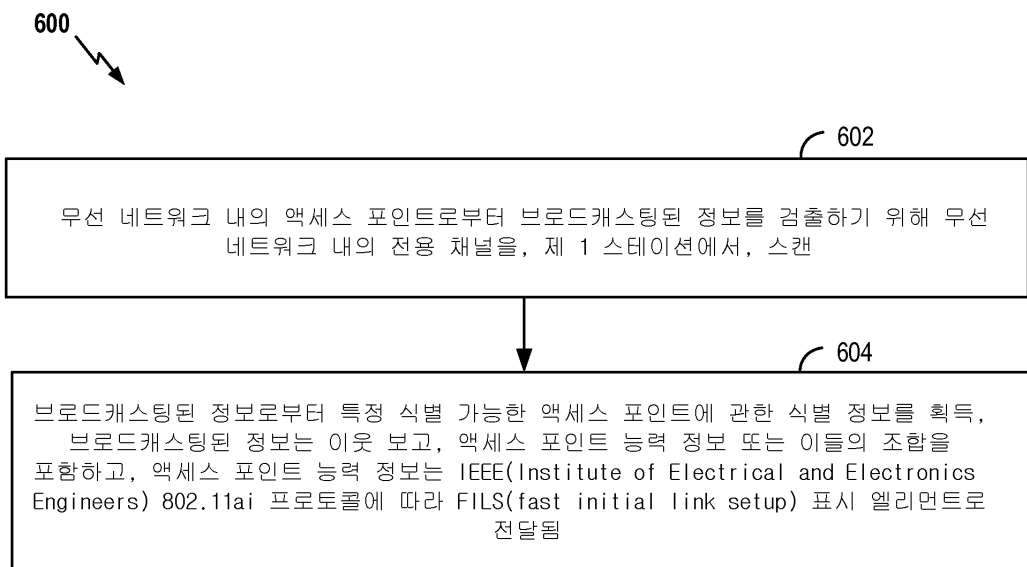 600
602
무선 네트워크 내의 액세스 포인트로부터 브로드캐스팅된 정보를 검출하기 위해 무선
네트워크 내의 전용 채널을, 제 1 스테이션에서, 스캔
604
브로드캐스팅된 정보로부터 특정 식별 가능한 액세스 포인트에 관한 식별 정보를 획득,
브로드캐스팅된 정보는 이웃 보고, 액세스 포인트 능력 정보 또는 이들의 조합을
포함하고, 액세스 포인트 능력 정보는 IEEE(Institute of Electrical and Electronics
Engineers) 802.11ai 프로토콜에 따라 FILS(fast initial link setup) 표시 엘리먼트로
전달됨